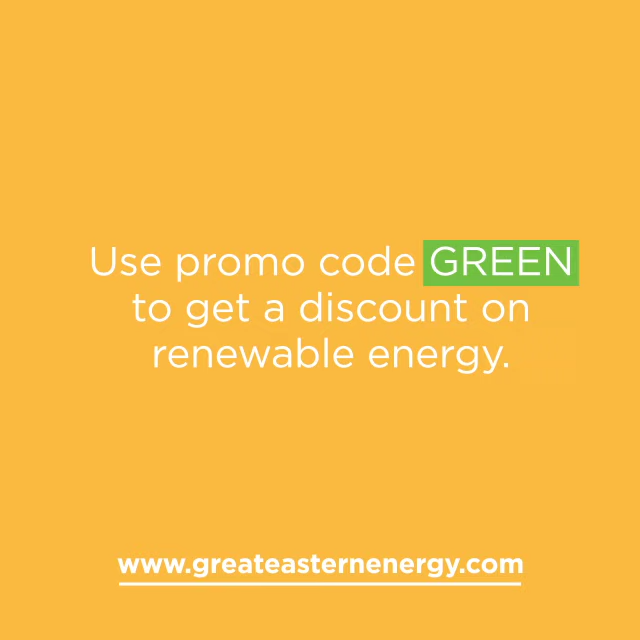 Use promo code GREEN
to get a discount on
renewable energy.
www.greateasternenergy.com